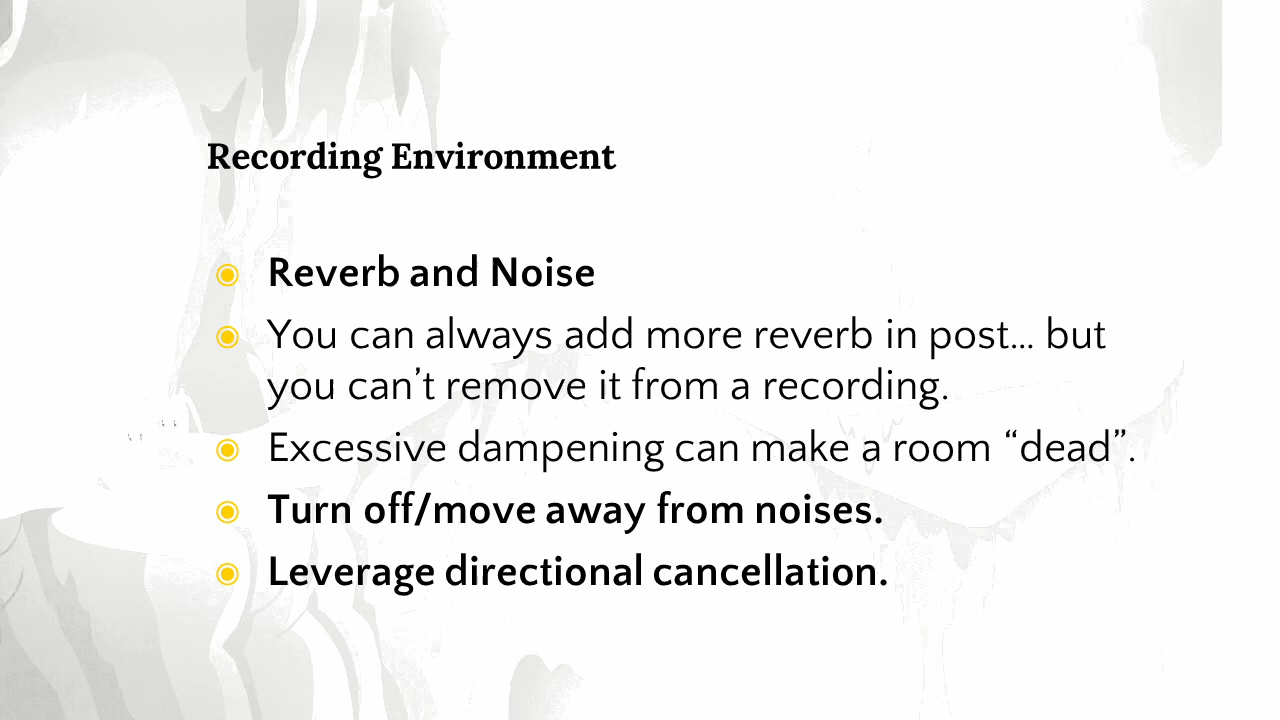 Recording Environment
Reverb and Noise
You can always add more reverb in post... but
you can’t remove it from a recording.
Excessive dampening can make a room “dead”.
Turn off/move away from noises.
Leverage directional cancellation.